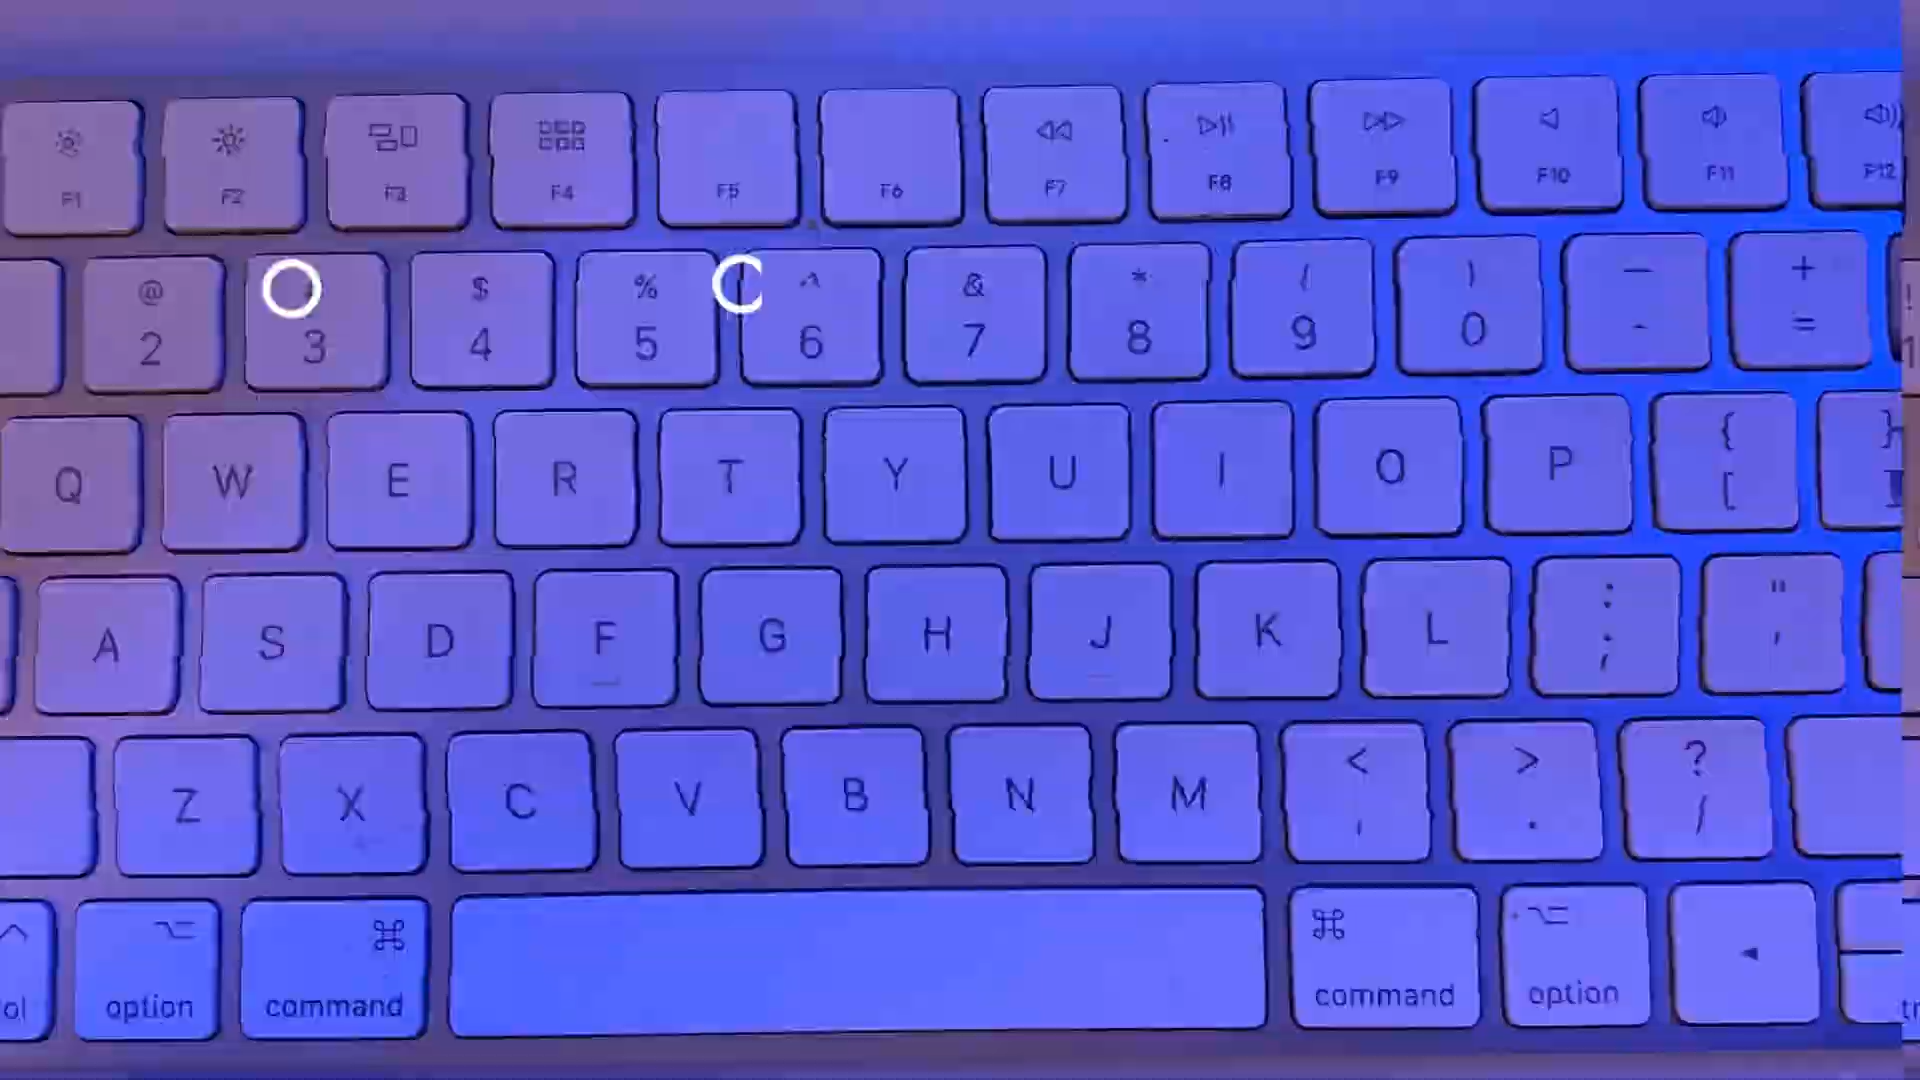 F1 F2 F3 F4 F5 F6 F7 F8 F9 F10 F11 F12
@ $ % ^ & * ( ) — +
2 3 4 5 6 7 8 9 0 - =
Q W E R T Y U I O P { [ }
A S D F G H J K L : ; " '
Z X C V B N M < , > . ? /
⌥ ⌘ ⌘ ⌥
option command command option